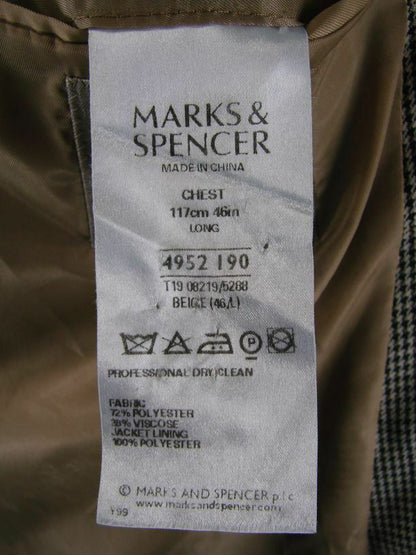 MARKS &
SPENCER
MADE IN CHINA
CHEST
117cm 46in
LONG
4952 190
T19 08219/5288
BEIGE (46/L)
P
PROFESSIONAL DRY CLEAN
FABRIC
72% POLYESTER
28% VISCOSE
JACKET LINING
100% POLYESTER
© MARKS AND SPENCER p.l.c
www.marksandspencer.com
Y99